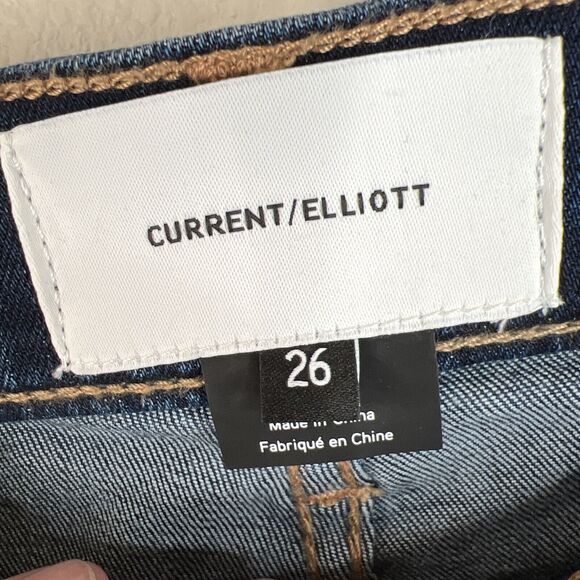 CURRENT/ELLIOTT
26
Made in China
Fabriqué en Chine